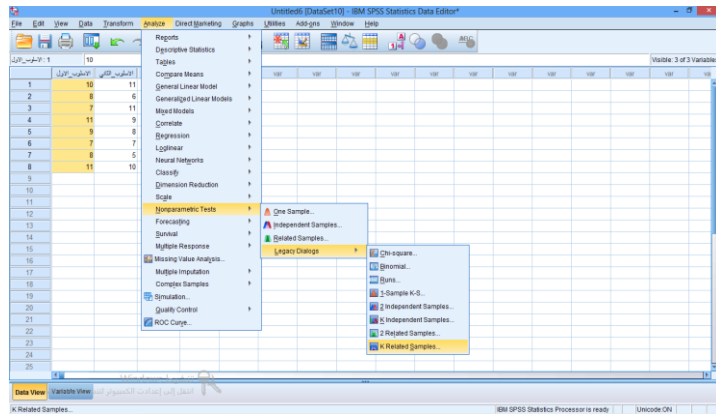 Untitled6 [DataSet10] - IBM SPSS Statistics Data Editor*
File Edit View Data Transform Analyze Direct Marketing Graphs Utilities Add-ons Window Help
1 : الاسلوب_الاول 10 Visible: 3 of 3 Variables
الاسلوب_الاول الاسلوب_الثاني var var var var var var var var var var
1 10 11
2 8 6
3 7 11
4 11 9
5 9 8
6 7 7
7 8 5
8 11 10
9
10
11
12
13
14
15
16
17
18
19
20
21
22
23
24
25
Reports
Descriptive Statistics
Tables
Compare Means
General Linear Model
Generalized Linear Models
Mixed Models
Correlate
Regression
Loglinear
Neural Networks
Classify
Dimension Reduction
Scale
Nonparametric Tests
Forecasting
Survival
Multiple Response
Missing Value Analysis...
Multiple Imputation
Complex Samples
Simulation...
Quality Control
ROC Curve...
One Sample...
Independent Samples...
Related Samples...
Legacy Dialogs
Chi-square...
Binomial...
Runs...
1-Sample K-S...
2 Independent Samples...
K Independent Samples...
2 Related Samples...
K Related Samples...
Data View Variable View
انتقل إلى إعدادات الكمبيوتر
K Related Samples... IBM SPSS Statistics Processor is ready Unicode:ON